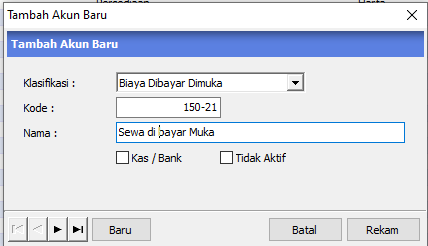 Tambah Akun Baru
Tambah Akun Baru
Klasifikasi : Biaya Dibayar Dimuka
Kode : 150-21
Nama : Sewa di bayar Muka
Kas / Bank Tidak Aktif
Baru Batal Rekam